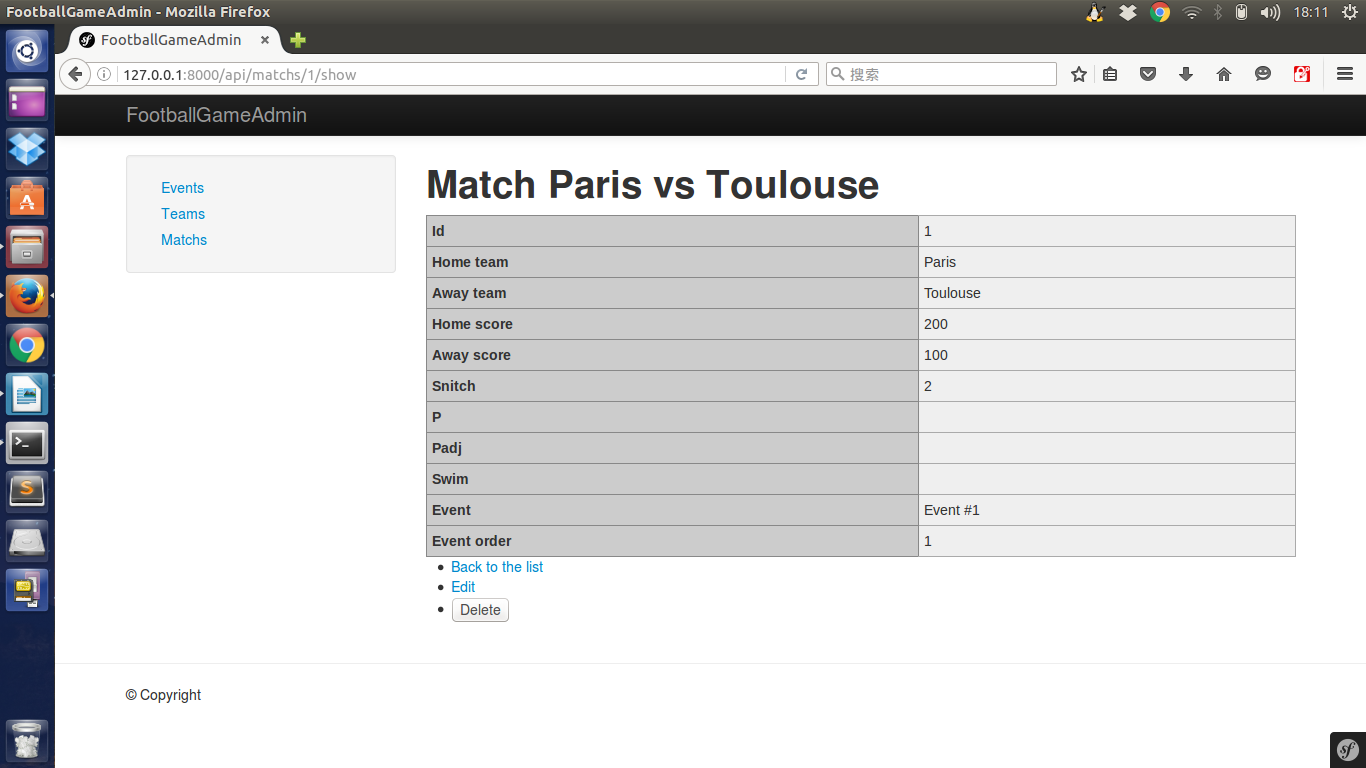 FootballGameAdmin - Mozilla Firefox
18:11
FootballGameAdmin
127.0.0.1:8000/api/matchs/1/show
搜索
FootballGameAdmin
Events
Teams
Matchs
Match Paris vs Toulouse
Id 1
Home team Paris
Away team Toulouse
Home score 200
Away score 100
Snitch 2
P
Padj
Swim
Event Event #1
Event order 1
Back to the list
Edit
Delete
© Copyright